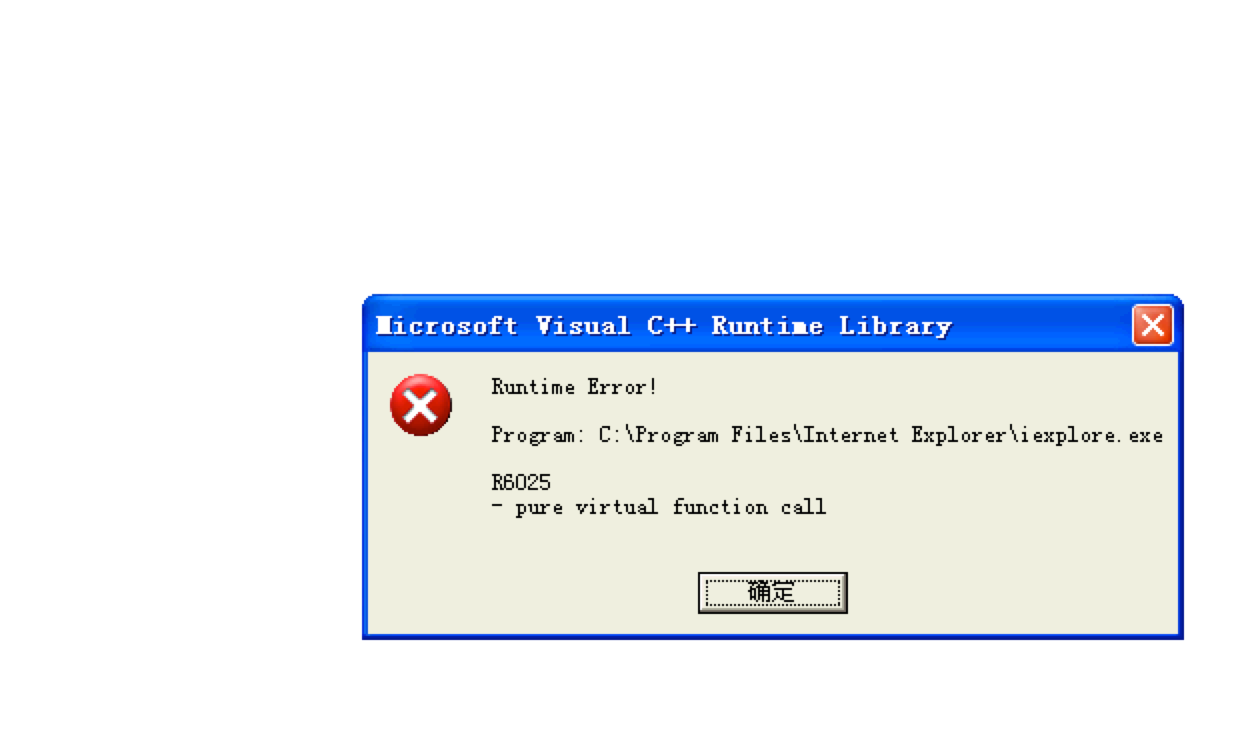 Microsoft Visual C++ Runtime Library
Runtime Error!
Program: C:\Program Files\Internet Explorer\iexplore.exe
R6025
- pure virtual function call
确定